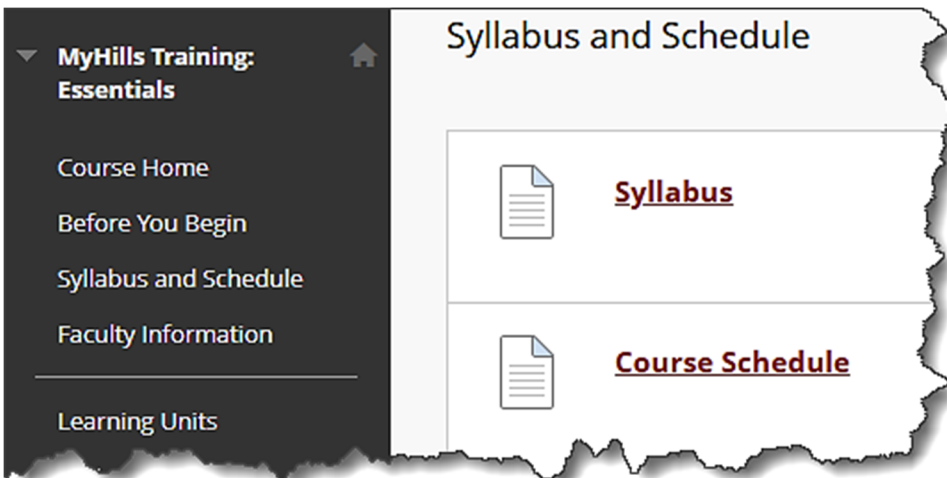 MyHills Training:
Essentials
Course Home
Before You Begin
Syllabus and Schedule
Faculty Information
Learning Units
Syllabus and Schedule
Syllabus
Course Schedule